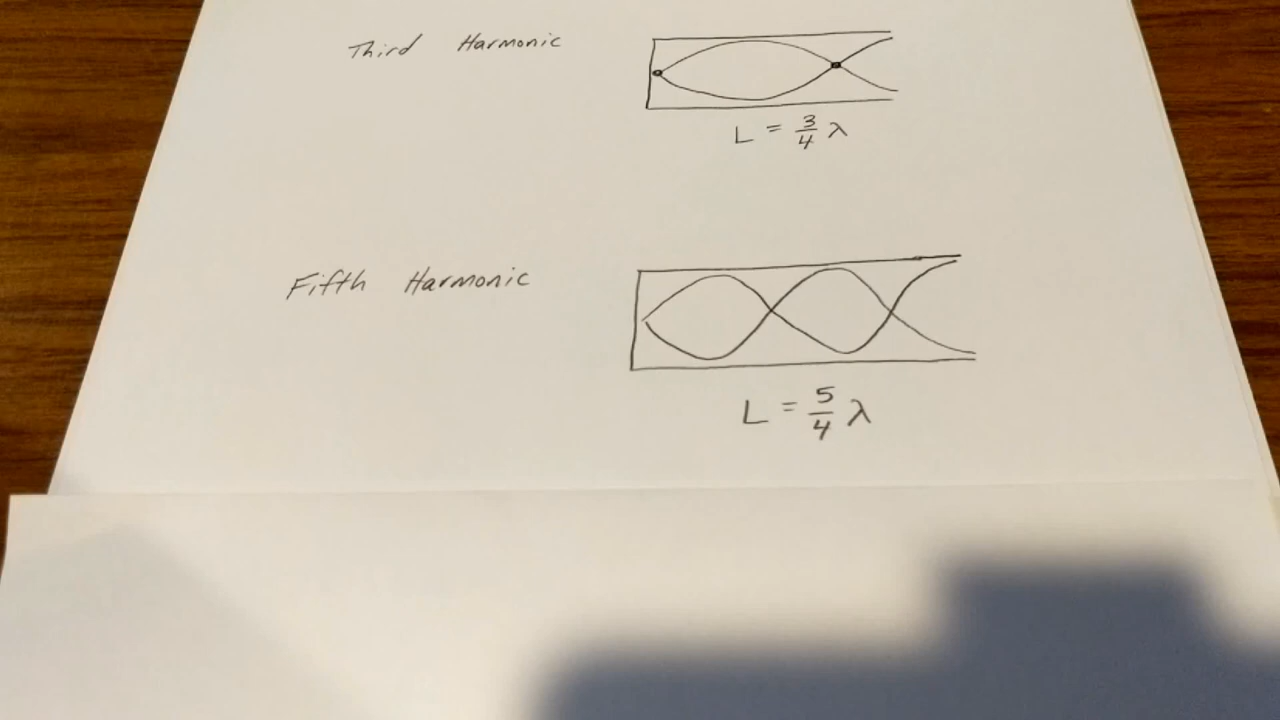 Third Harmonic
L = 3/4 λ
Fifth Harmonic
L = 5/4 λ